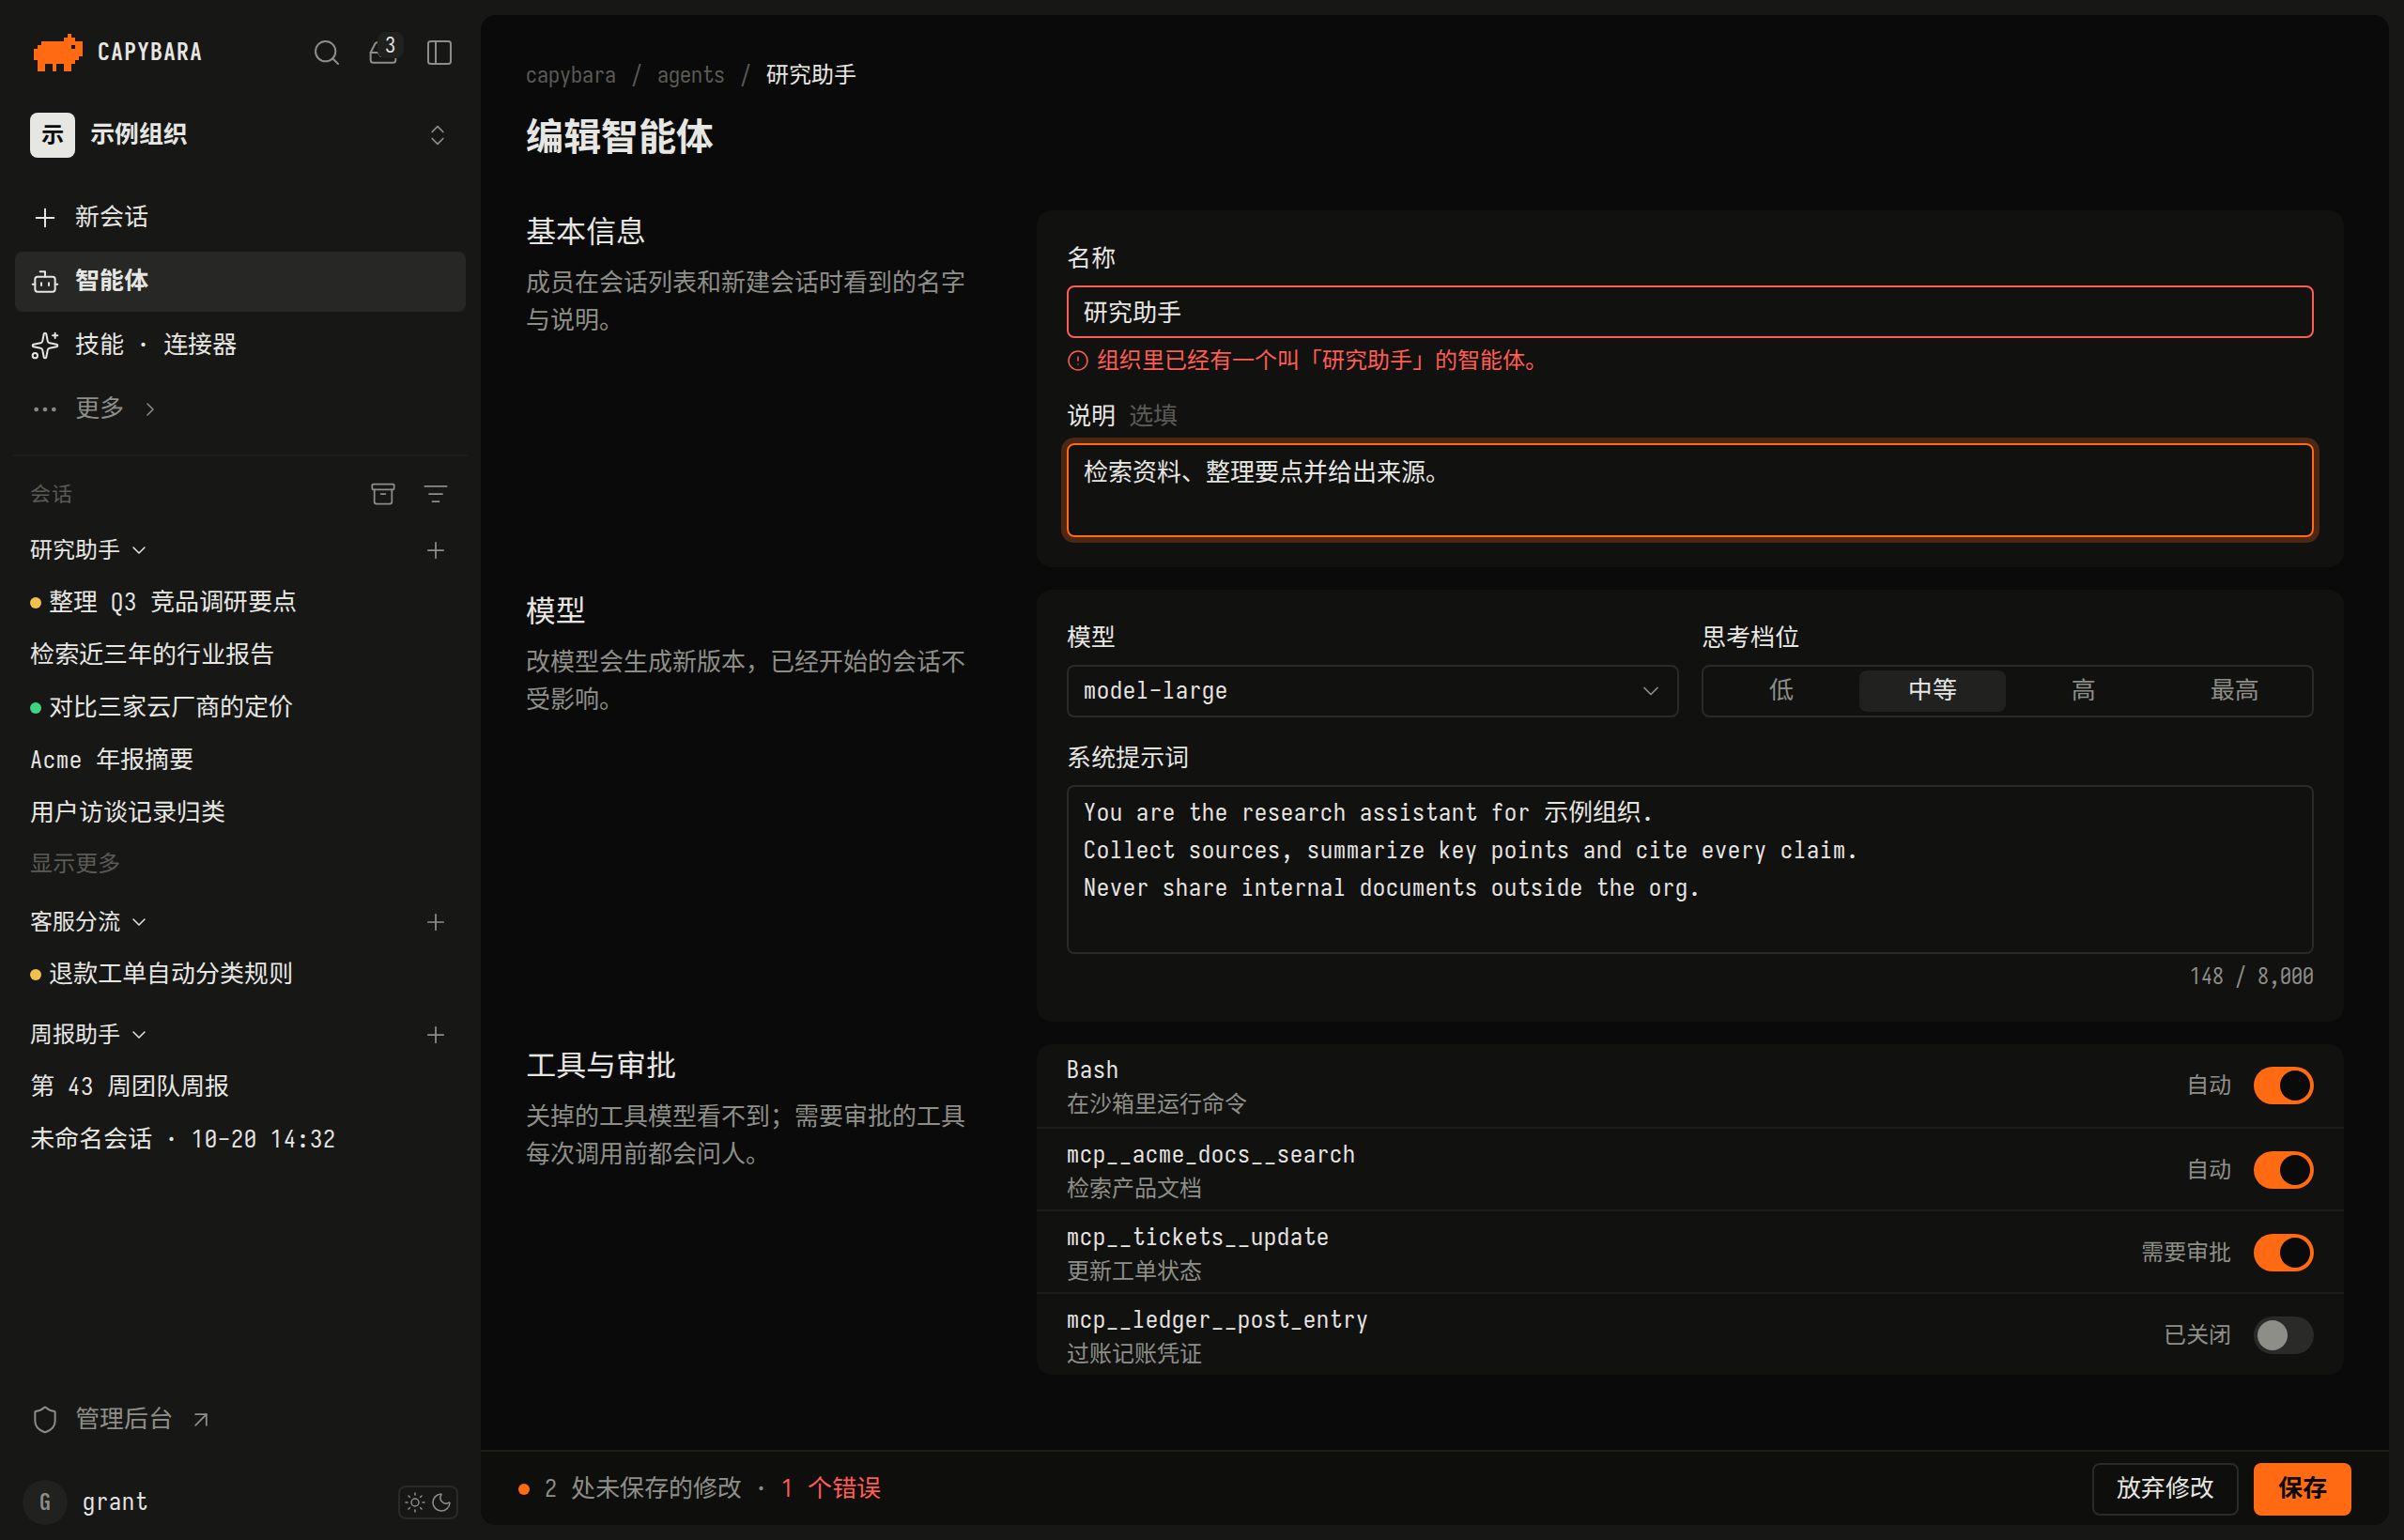 CAPYBARA
3
示 示例组织
新会话
智能体
技能 · 连接器
更多
会话
研究助手
整理 Q3 竞品调研要点
检索近三年的行业报告
对比三家云厂商的定价
Acme 年报摘要
用户访谈记录归类
显示更多
客服分流
退款工单自动分类规则
周报助手
第 43 周团队周报
未命名会话 · 10-20 14:32
管理后台
G grant
capybara / agents / 研究助手
编辑智能体
基本信息
成员在会话列表和新建会话时看到的名字
与说明。
名称
研究助手
组织里已经有一个叫「研究助手」的智能体。
说明 选填
检索资料、整理要点并给出来源。
模型
改模型会生成新版本，已经开始的会话不
受影响。
模型
model-large
思考档位
低 中等 高 最高
系统提示词
You are the research assistant for 示例组织.
Collect sources, summarize key points and cite every claim.
Never share internal documents outside the org.
148 / 8,000
工具与审批
关掉的工具模型看不到；需要审批的工具
每次调用前都会问人。
Bash
在沙箱里运行命令
自动
mcp__acme_docs__search
检索产品文档
自动
mcp__tickets__update
更新工单状态
需要审批
mcp__ledger__post_entry
过账记账凭证
已关闭
2 处未保存的修改 · 1 个错误
放弃修改
保存